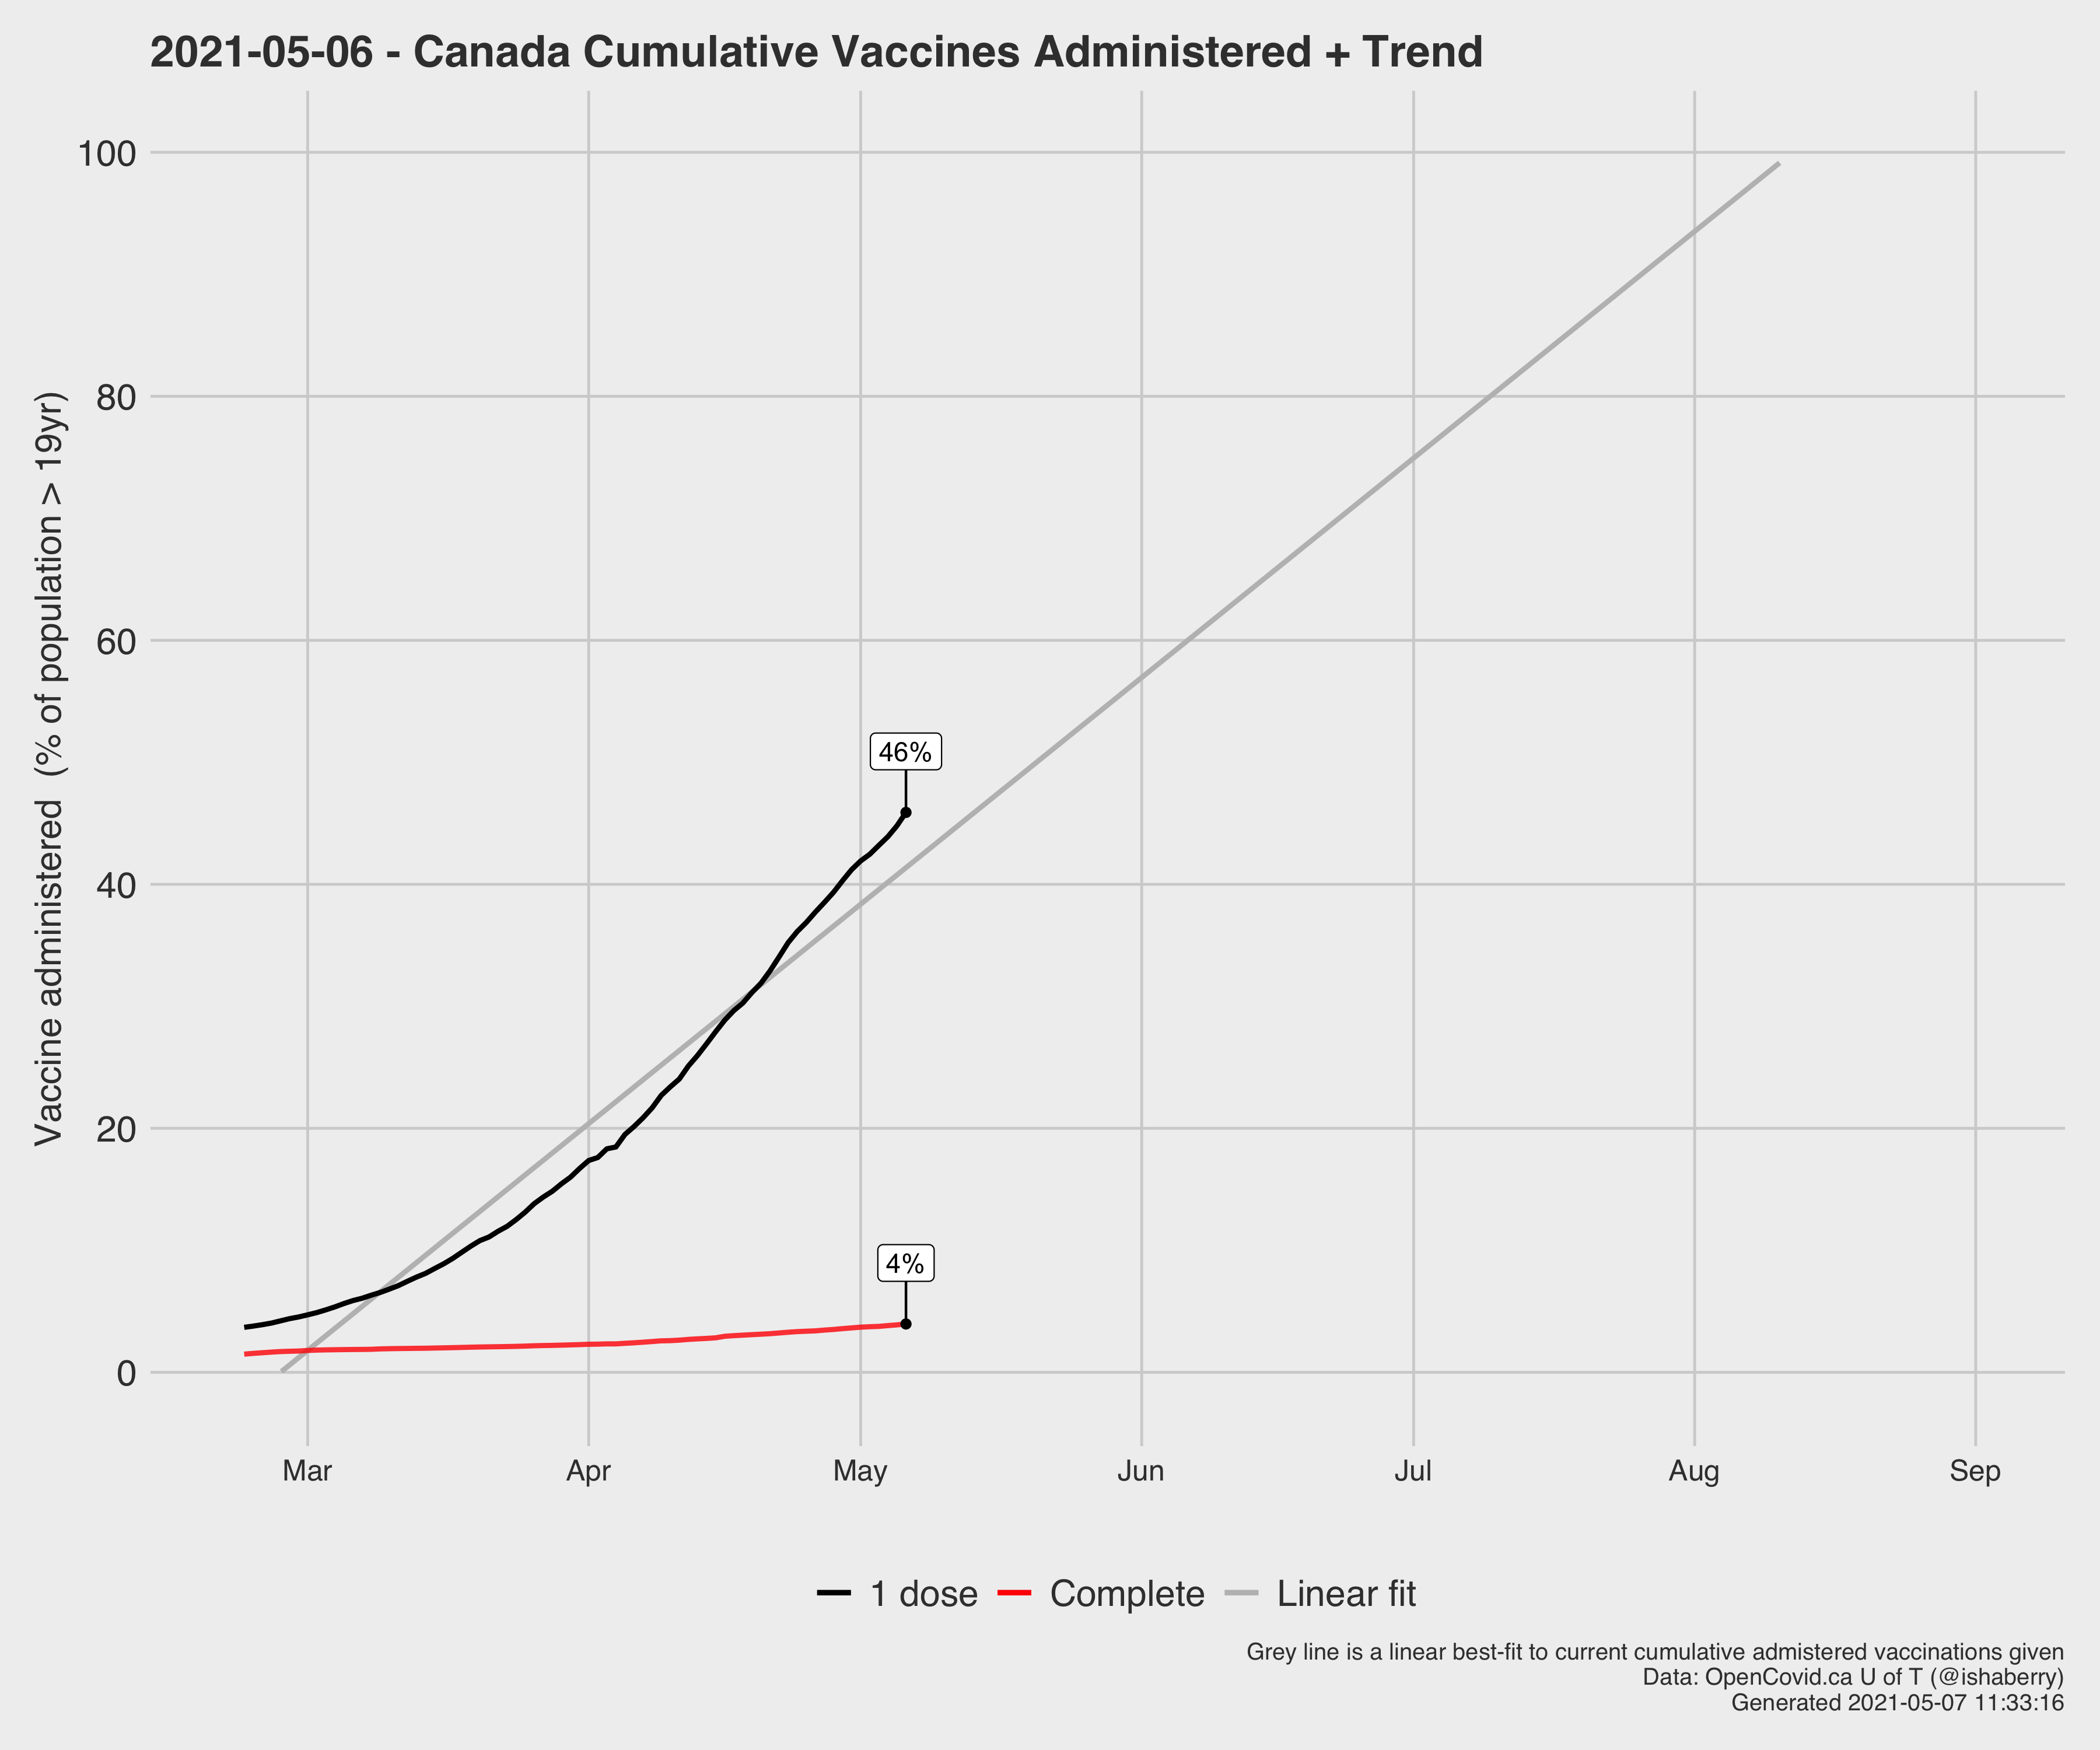 2021-05-06 - Canada Cumulative Vaccines Administered + Trend
Vaccine administered (% of population > 19yr)
100
80
60
40
20
0
46%
4%
Mar
Apr
May
Jun
Jul
Aug
Sep
1 dose
Complete
Linear fit
Grey line is a linear best-fit to current cumulative admistered vaccinations given
Data: OpenCovid.ca U of T (@ishaberry)
Generated 2021-05-07 11:33:16